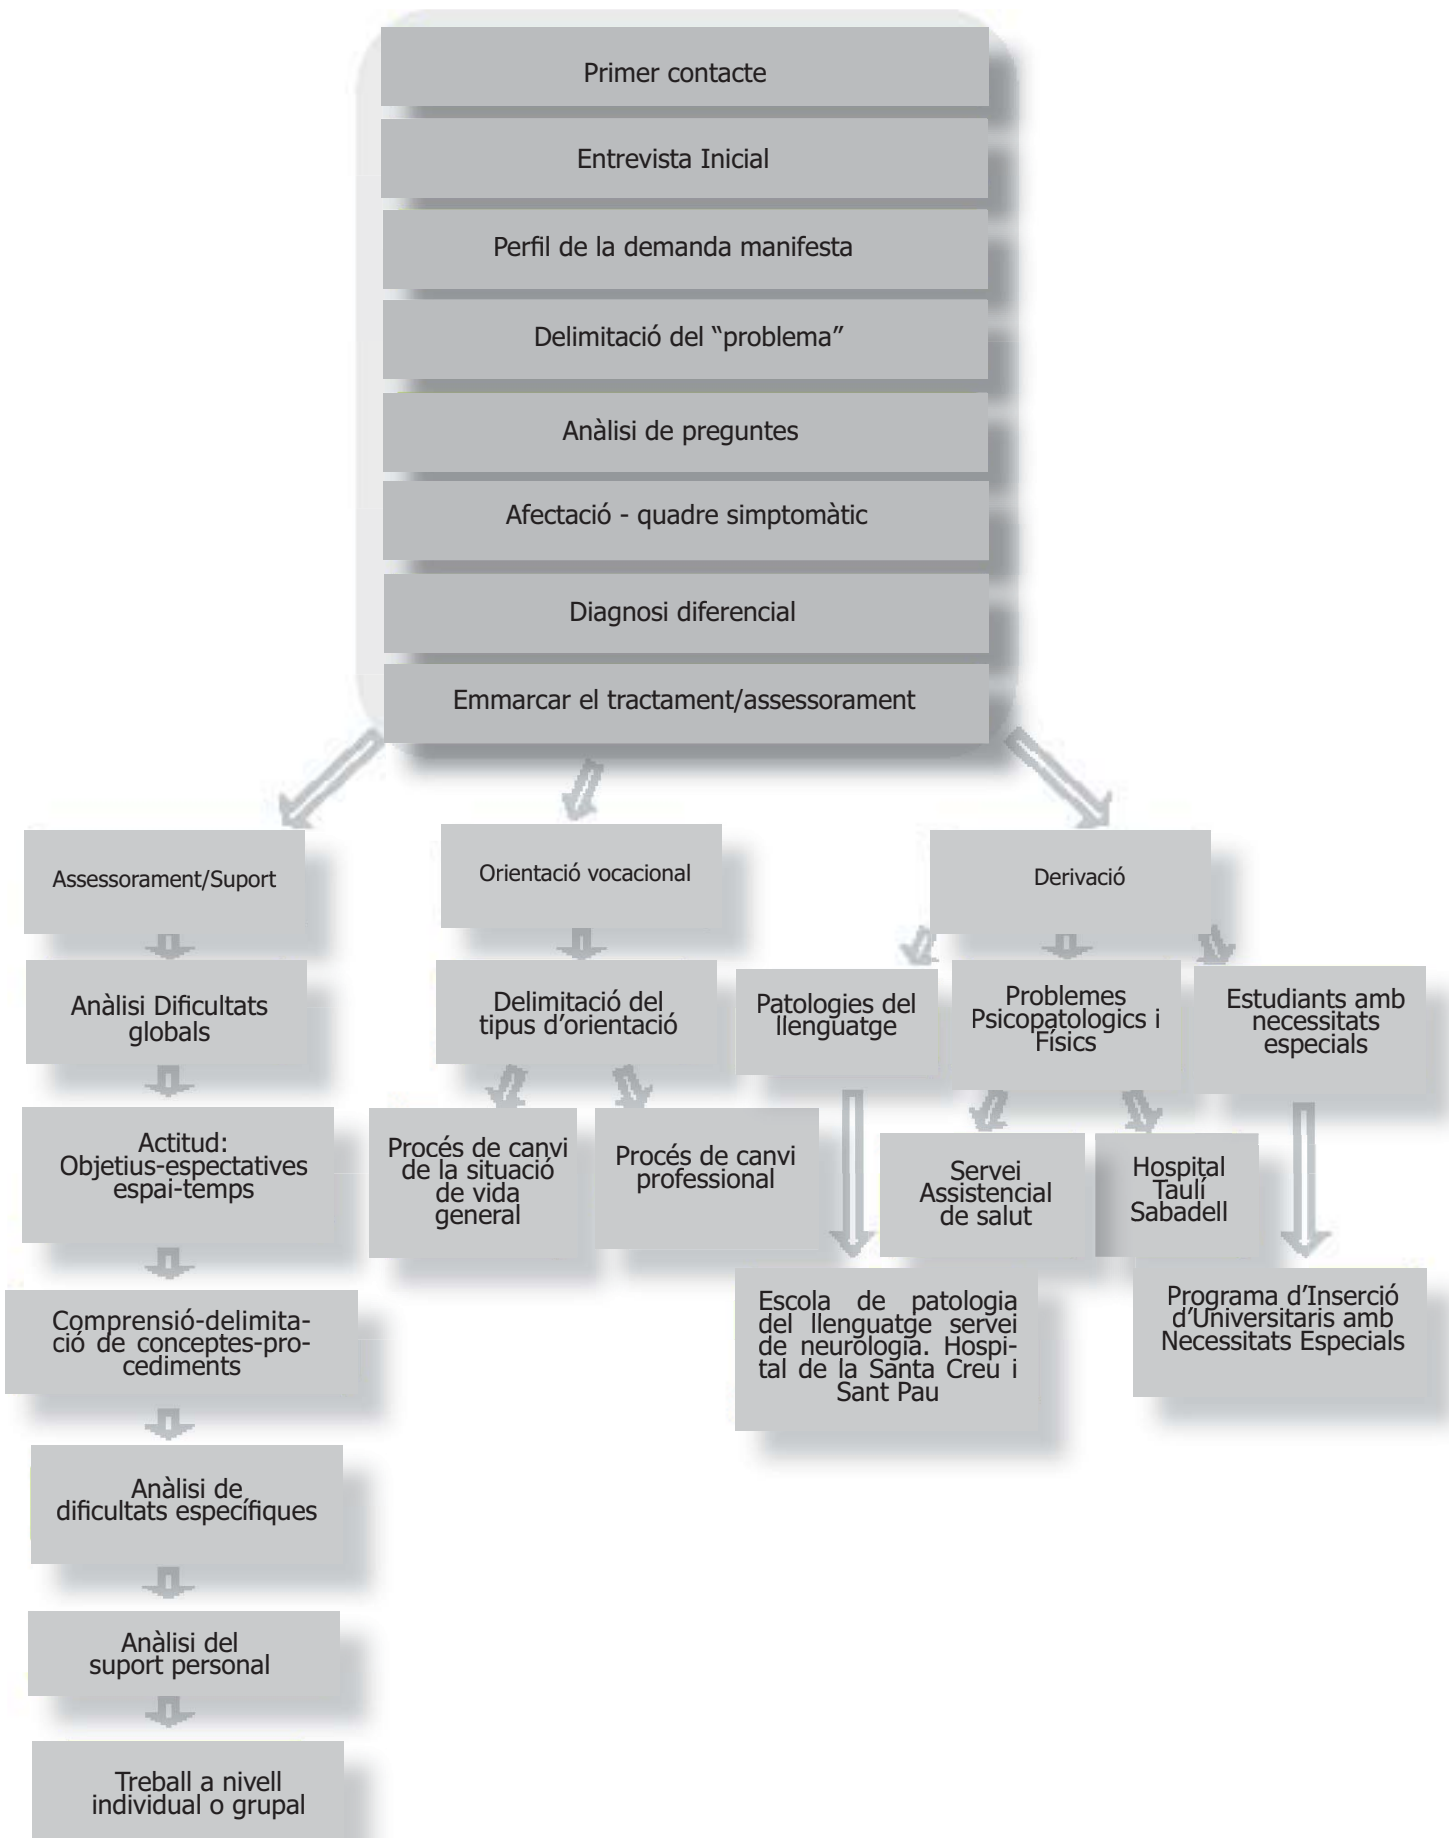 Primer contacte
Entrevista Inicial
Perfil de la demanda manifesta
Delimitació del “problema”
Anàlisi de preguntes
Afectació - quadre simptomàtic
Diagnosi diferencial
Emmarcar el tractament/assessorament
Assessorament/Suport
Anàlisi Dificultats
globals
Actitud:
Objetius-espectatives
espai-temps
Comprensió-delimita-
ció de conceptes-pro-
cediments
Anàlisi de
dificultats específiques
Anàlisi del
suport personal
Treball a nivell
individual o grupal
Orientació vocacional
Delimitació del
tipus d’orientació
Procés de canvi
de la situació
de vida
general
Procés de canvi
professional
Derivació
Patologies del
llenguatge
Escola de patologia
del llenguatge servei
de neurologia. Hospi-
tal de la Santa Creu i
Sant Pau
Problemes
Psicopatologics i
Físics
Servei
Assistencial
de salut
Hospital
Taulí
Sabadell
Estudiants amb
necessitats
especials
Programa d’Inserció
d’Universitaris amb
Necessitats Especials